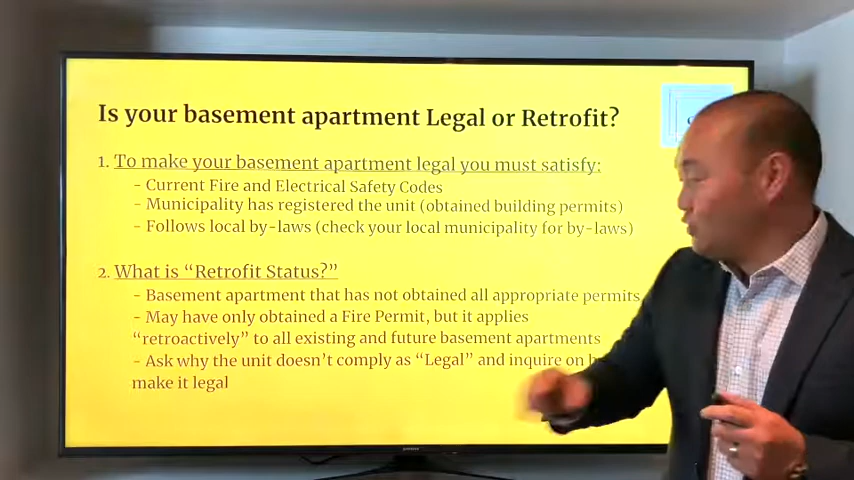 Is your basement apartment Legal or Retrofit?
1. To make your basement apartment legal you must satisfy:
- Current Fire and Electrical Safety Codes
- Municipality has registered the unit (obtained building permits)
- Follows local by-laws (check your local municipality for by-laws)
2. What is “Retrofit Status?”
- Basement apartment that has not obtained all appropriate permits
- May have only obtained a Fire Permit, but it applies
“retroactively” to all existing and future basement apartments
- Ask why the unit doesn’t comply as “Legal” and inquire on
make it legal